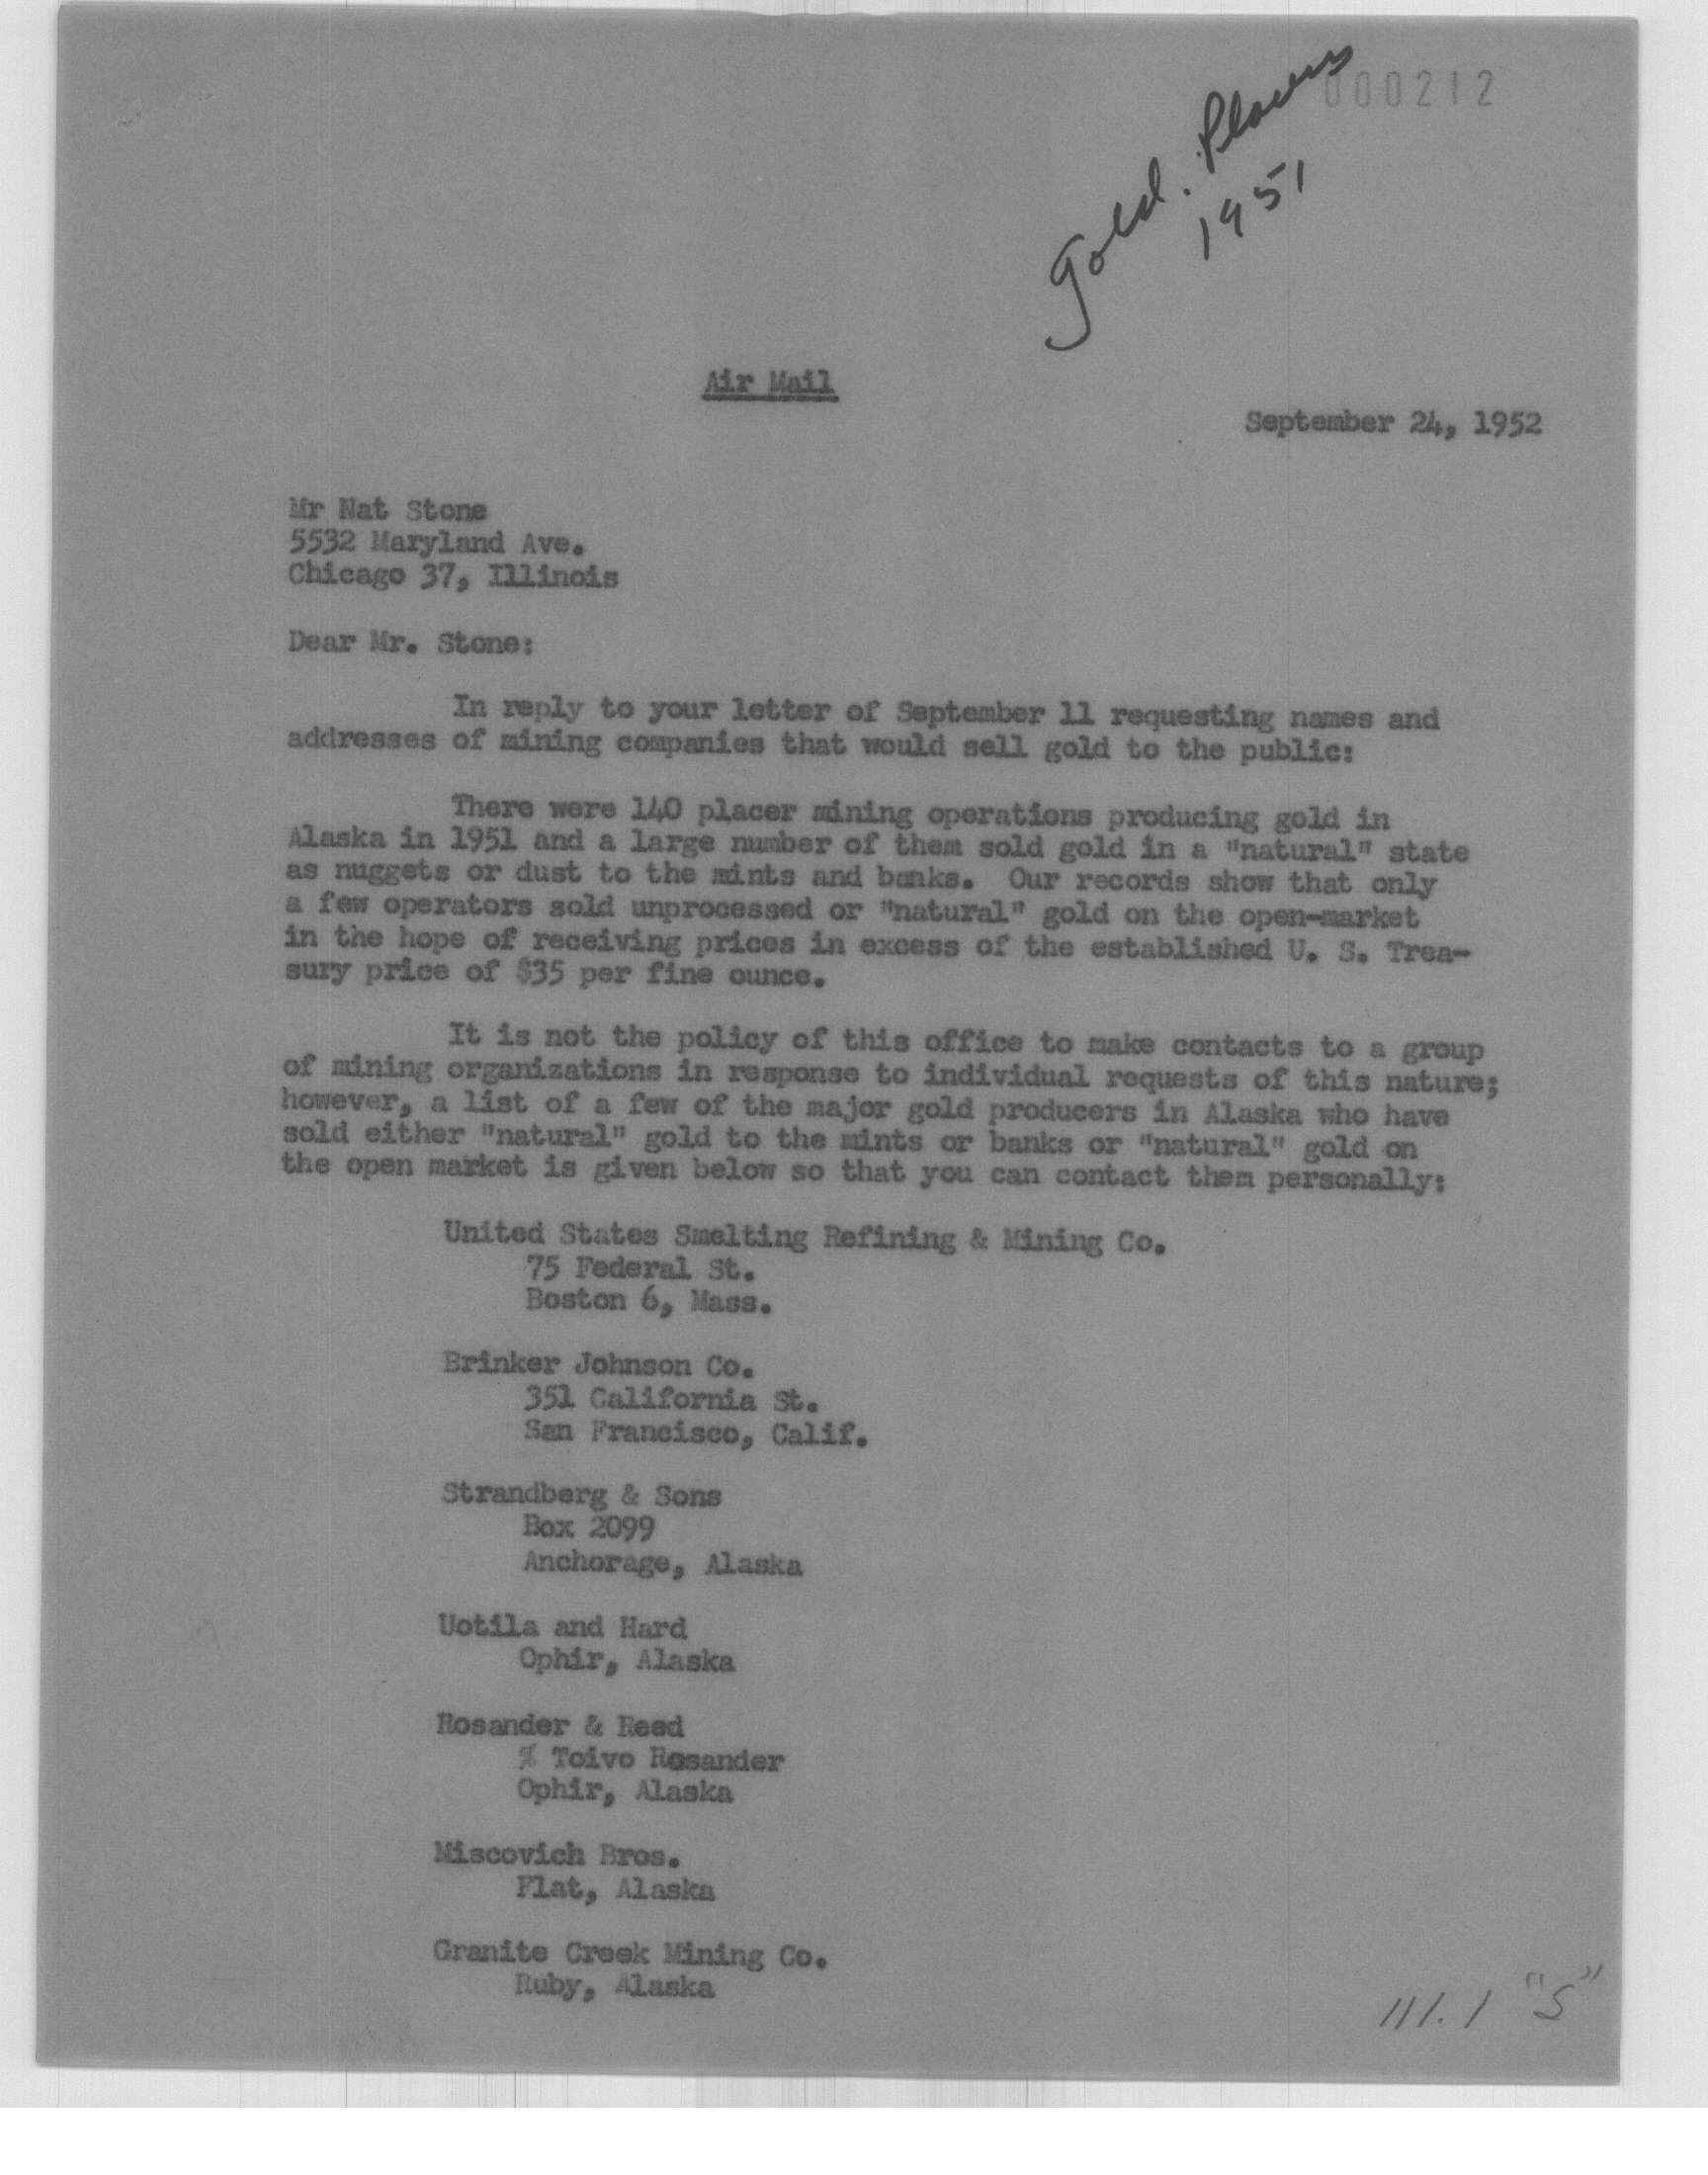 000212
Gold. Placers
1951
Air Mail
September 24, 1952
Mr Nat Stone
5532 Maryland Ave.
Chicago 37, Illinois
Dear Mr. Stone:
In reply to your letter of September 11 requesting names and
addresses of mining companies that would sell gold to the public:
There were 140 placer mining operations producing gold in
Alaska in 1951 and a large number of them sold gold in a "natural" state
as nuggets or dust to the mints and banks. Our records show that only
a few operators sold unprocessed or "natural" gold on the open-market
in the hope of receiving prices in excess of the established U. S. Trea-
sury price of $35 per fine ounce.
It is not the policy of this office to make contacts to a group
of mining organizations in response to individual requests of this nature;
however, a list of a few of the major gold producers in Alaska who have
sold either "natural" gold to the mints or banks or "natural" gold on
the open market is given below so that you can contact them personally:
United States Smelting Refining & Mining Co.
75 Federal St.
Boston 6, Mass.
Brinker Johnson Co.
351 California St.
San Francisco, Calif.
Strandberg & Sons
Box 2099
Anchorage, Alaska
Uotila and Hard
Ophir, Alaska
Rosander & Reed
% Toivo Rosander
Ophir, Alaska
Miscovich Bros.
Flat, Alaska
Granite Creek Mining Co.
Ruby, Alaska
111.1 "S"